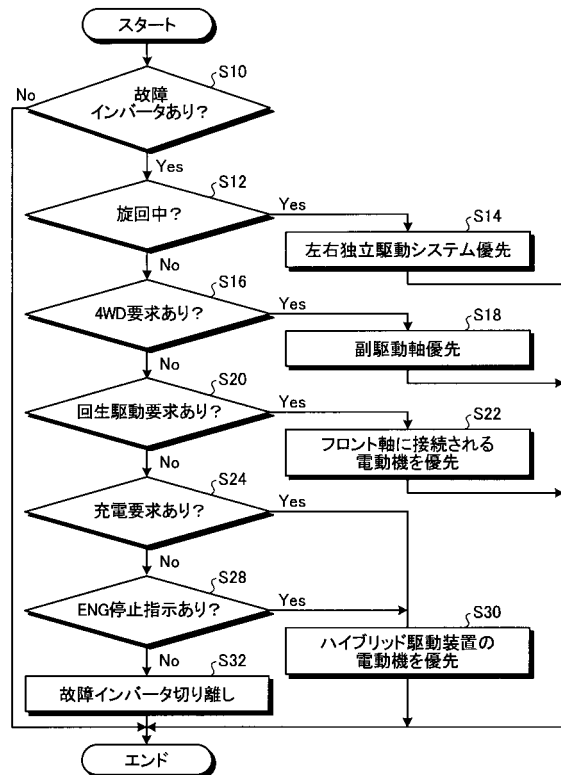 スタート
S10
No
故障
インバータあり?
Yes
S12
旋回中?
Yes
S14
左右独立駆動システム優先
No
S16
4WD要求あり?
Yes
S18
副駆動軸優先
No
S20
回生駆動要求あり?
Yes
S22
フロント軸に接続される
電動機を優先
No
S24
充電要求あり?
Yes
No
S28
ENG停止指示あり?
Yes
S30
ハイブリッド駆動装置の
電動機を優先
No
S32
故障インバータ切り離し
エンド